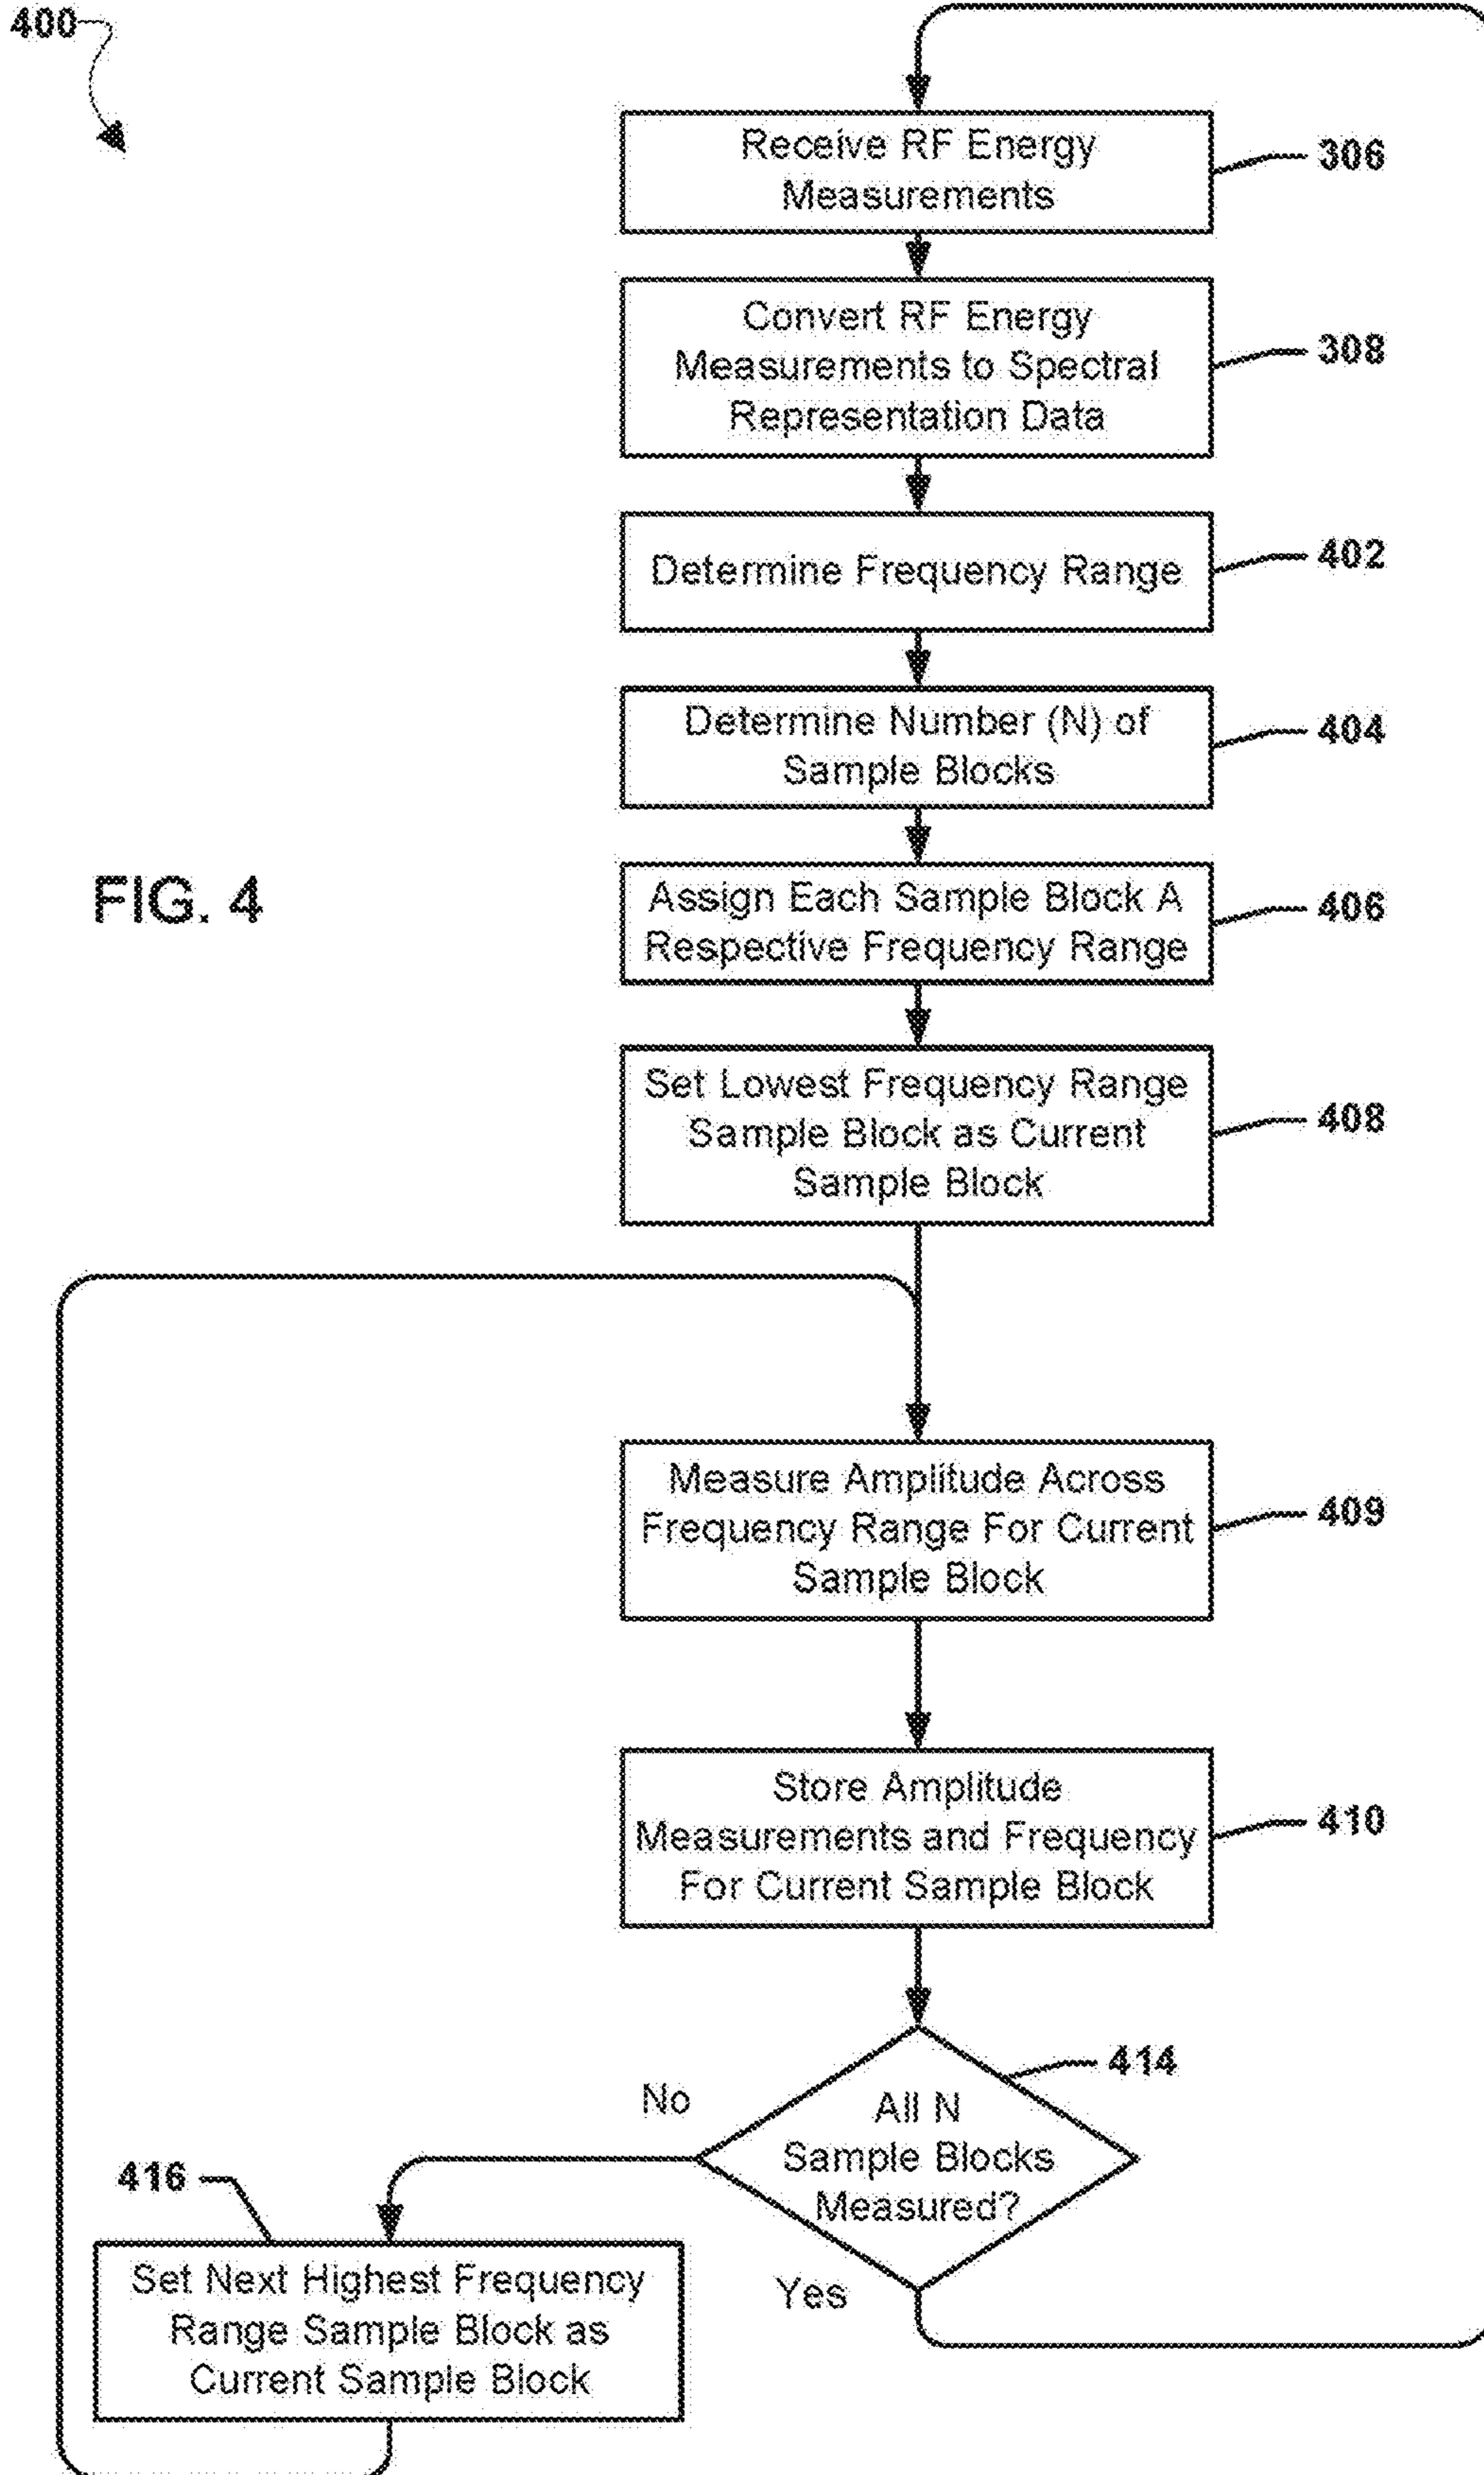 400
Receive RF Energy
Measurements
306
Convert RF Energy
Measurements to Spectral
Representation Data
308
Determine Frequency Range
402
Determine Number (N) of
Sample Blocks
404
FIG. 4
Assign Each Sample Block A
Respective Frequency Range
406
Set Lowest Frequency Range
Sample Block as Current
Sample Block
408
Measure Amplitude Across
Frequency Range For Current
Sample Block
409
Store Amplitude
Measurements and Frequency
For Current Sample Block
410
All N
Sample Blocks
Measured?
414
No
Yes
416
Set Next Highest Frequency
Range Sample Block as
Current Sample Block